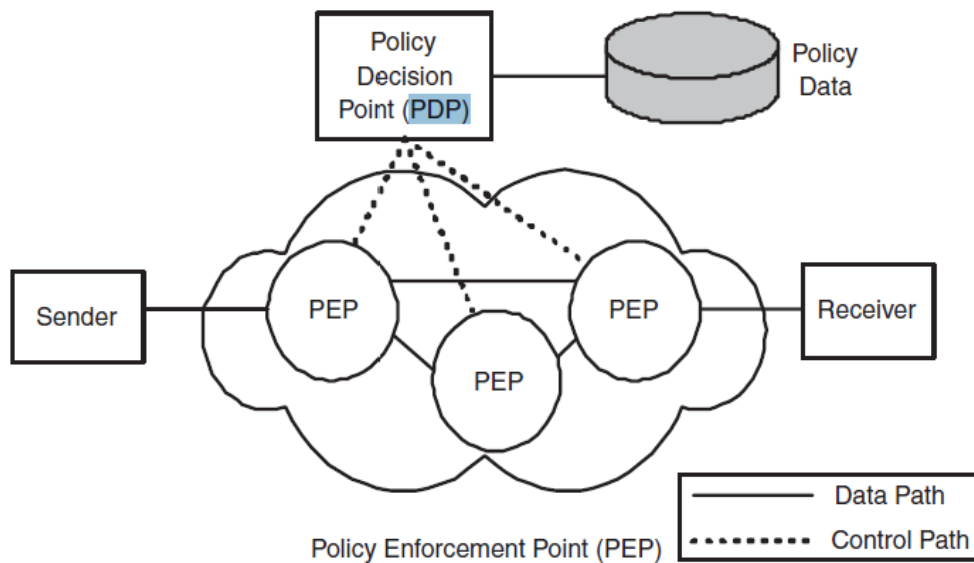 Policy
Decision
Point (PDP)
Policy
Data
Sender
PEP
PEP
PEP
Receiver
Data Path
Control Path
Policy Enforcement Point (PEP)